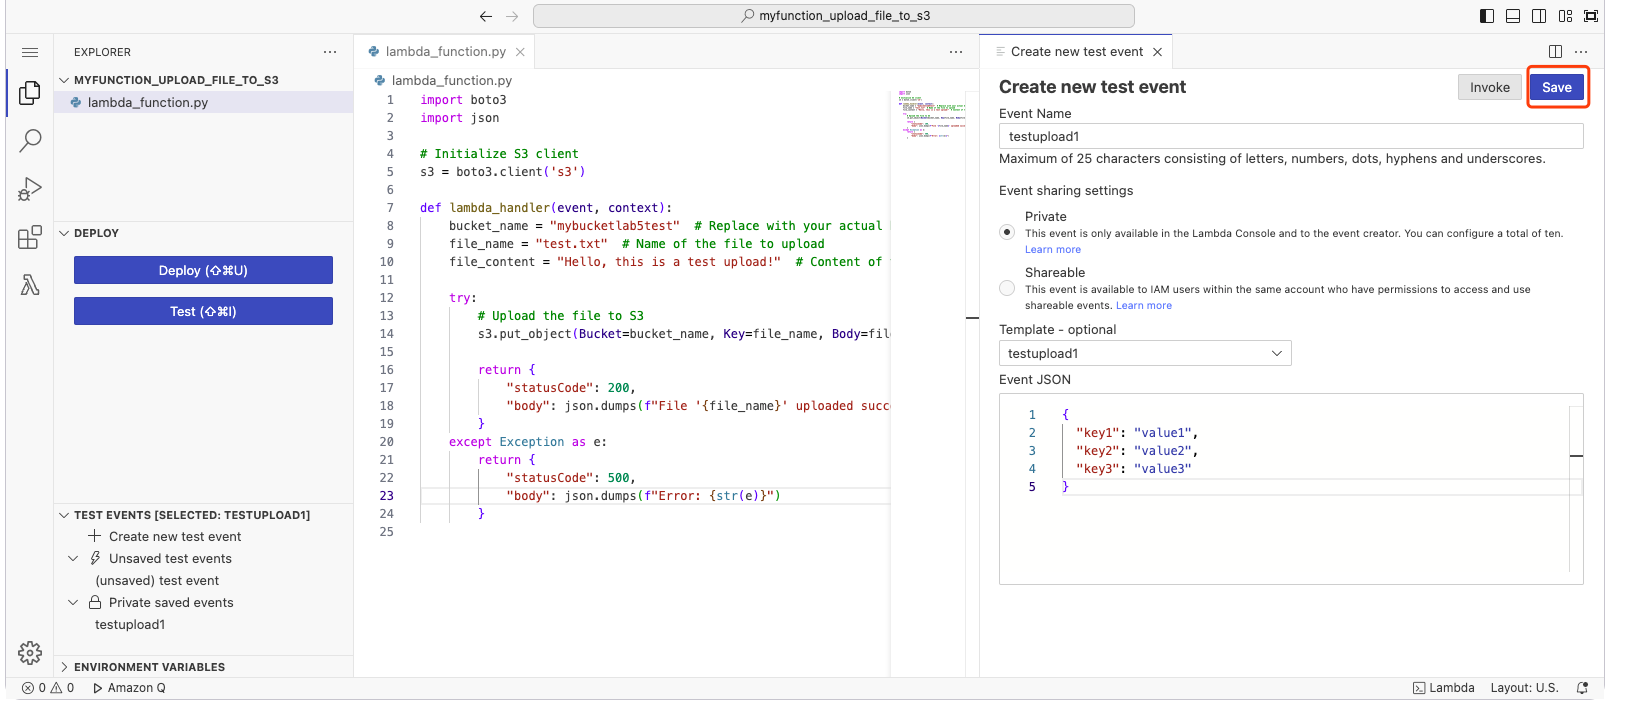 myfunction_upload_file_to_s3
EXPLORER
MYFUNCTION_UPLOAD_FILE_TO_S3
lambda_function.py
DEPLOY
Deploy (⇧⌘U)
Test (⇧⌘I)
TEST EVENTS [SELECTED: TESTUPLOAD1]
Create new test event
Unsaved test events
(unsaved) test event
Private saved events
testupload1
ENVIRONMENT VARIABLES
lambda_function.py
lambda_function.py
1 import boto3
2 import json
3
4 # Initialize S3 client
5 s3 = boto3.client('s3')
6
7 def lambda_handler(event, context):
8 bucket_name = "mybucketlab5test" # Replace with your actual
9 file_name = "test.txt" # Name of the file to upload
10 file_content = "Hello, this is a test upload!" # Content of
11
12 try:
13 # Upload the file to S3
14 s3.put_object(Bucket=bucket_name, Key=file_name, Body=fil
15
16 return {
17 "statusCode": 200,
18 "body": json.dumps(f"File '{file_name}' uploaded succ
19 }
20 except Exception as e:
21 return {
22 "statusCode": 500,
23 "body": json.dumps(f"Error: {str(e)}")
24 }
25
Create new test event
Create new test event
Invoke
Save
Event Name
testupload1
Maximum of 25 characters consisting of letters, numbers, dots, hyphens and underscores.
Event sharing settings
Private
This event is only available in the Lambda Console and to the event creator. You can configure a total of ten.
Learn more
Shareable
This event is available to IAM users within the same account who have permissions to access and use
shareable events. Learn more
Template - optional
testupload1
Event JSON
1 {
2 "key1": "value1",
3 "key2": "value2",
4 "key3": "value3"
5 }
0 0 Amazon Q
Lambda Layout: U.S.